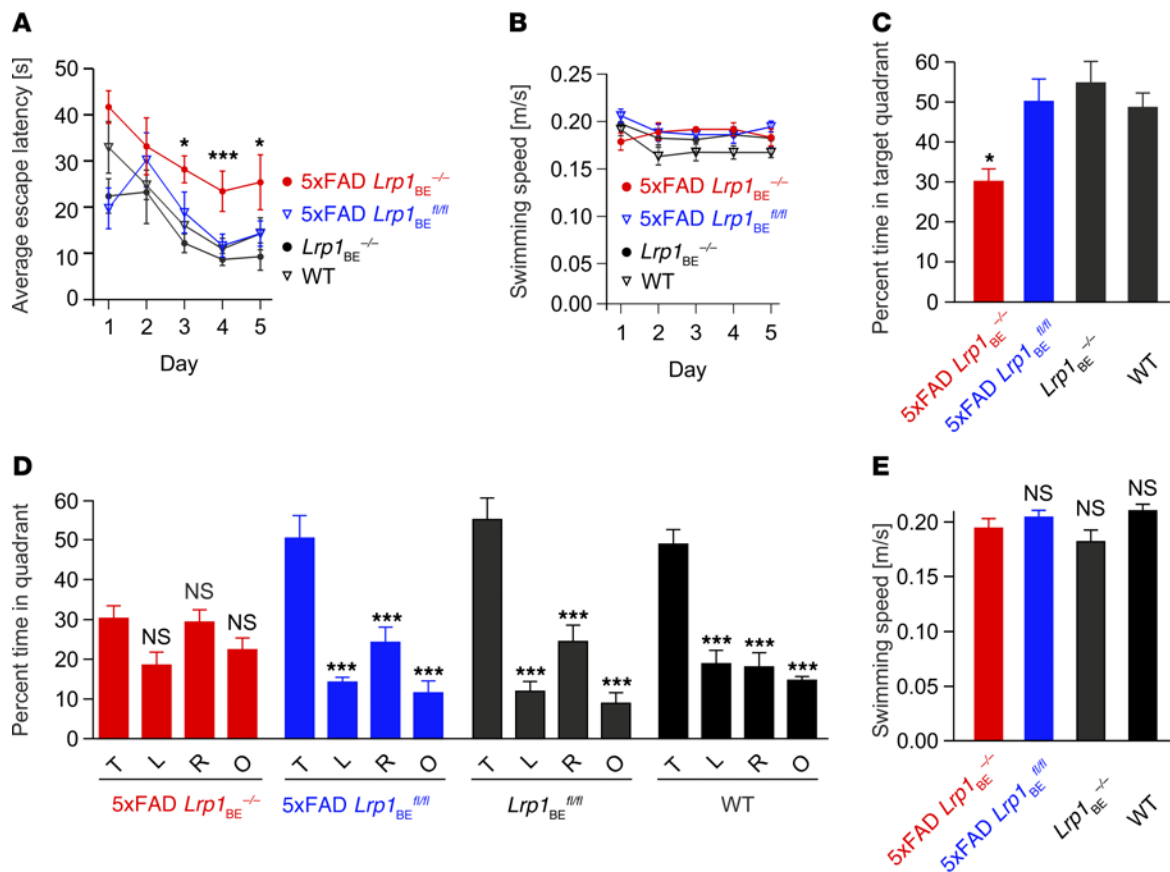 A
Average escape latency [s]
50
40
30
20
10
0
* *** *
1 2 3 4 5
Day
5xFAD Lrp1BE−/−
5xFAD Lrp1BEfl/fl
Lrp1BE−/−
WT
B
Swimming speed [m/s]
0.25
0.20
0.15
0.10
0.05
0.00
5xFAD Lrp1BE−/−
5xFAD Lrp1BEfl/fl
Lrp1BE−/−
WT
1 2 3 4 5
Day
C
Percent time in target quadrant
60
50
40
30
20
10
0
*
5xFAD Lrp1BE−/−
5xFAD Lrp1BEfl/fl
Lrp1BE−/−
WT
D
Percent time in quadrant
60
50
40
30
20
10
0
NS NS NS
*** *** ***
*** *** ***
*** *** ***
T L R O T L R O T L R O T L R O
5xFAD Lrp1BE−/− 5xFAD Lrp1BEfl/fl Lrp1BEfl/fl WT
E
Swimming speed [m/s]
0.20
0.15
0.10
0.05
0.00
NS NS NS
5xFAD Lrp1BE−/−
5xFAD Lrp1BEfl/fl
Lrp1BE−/−
WT